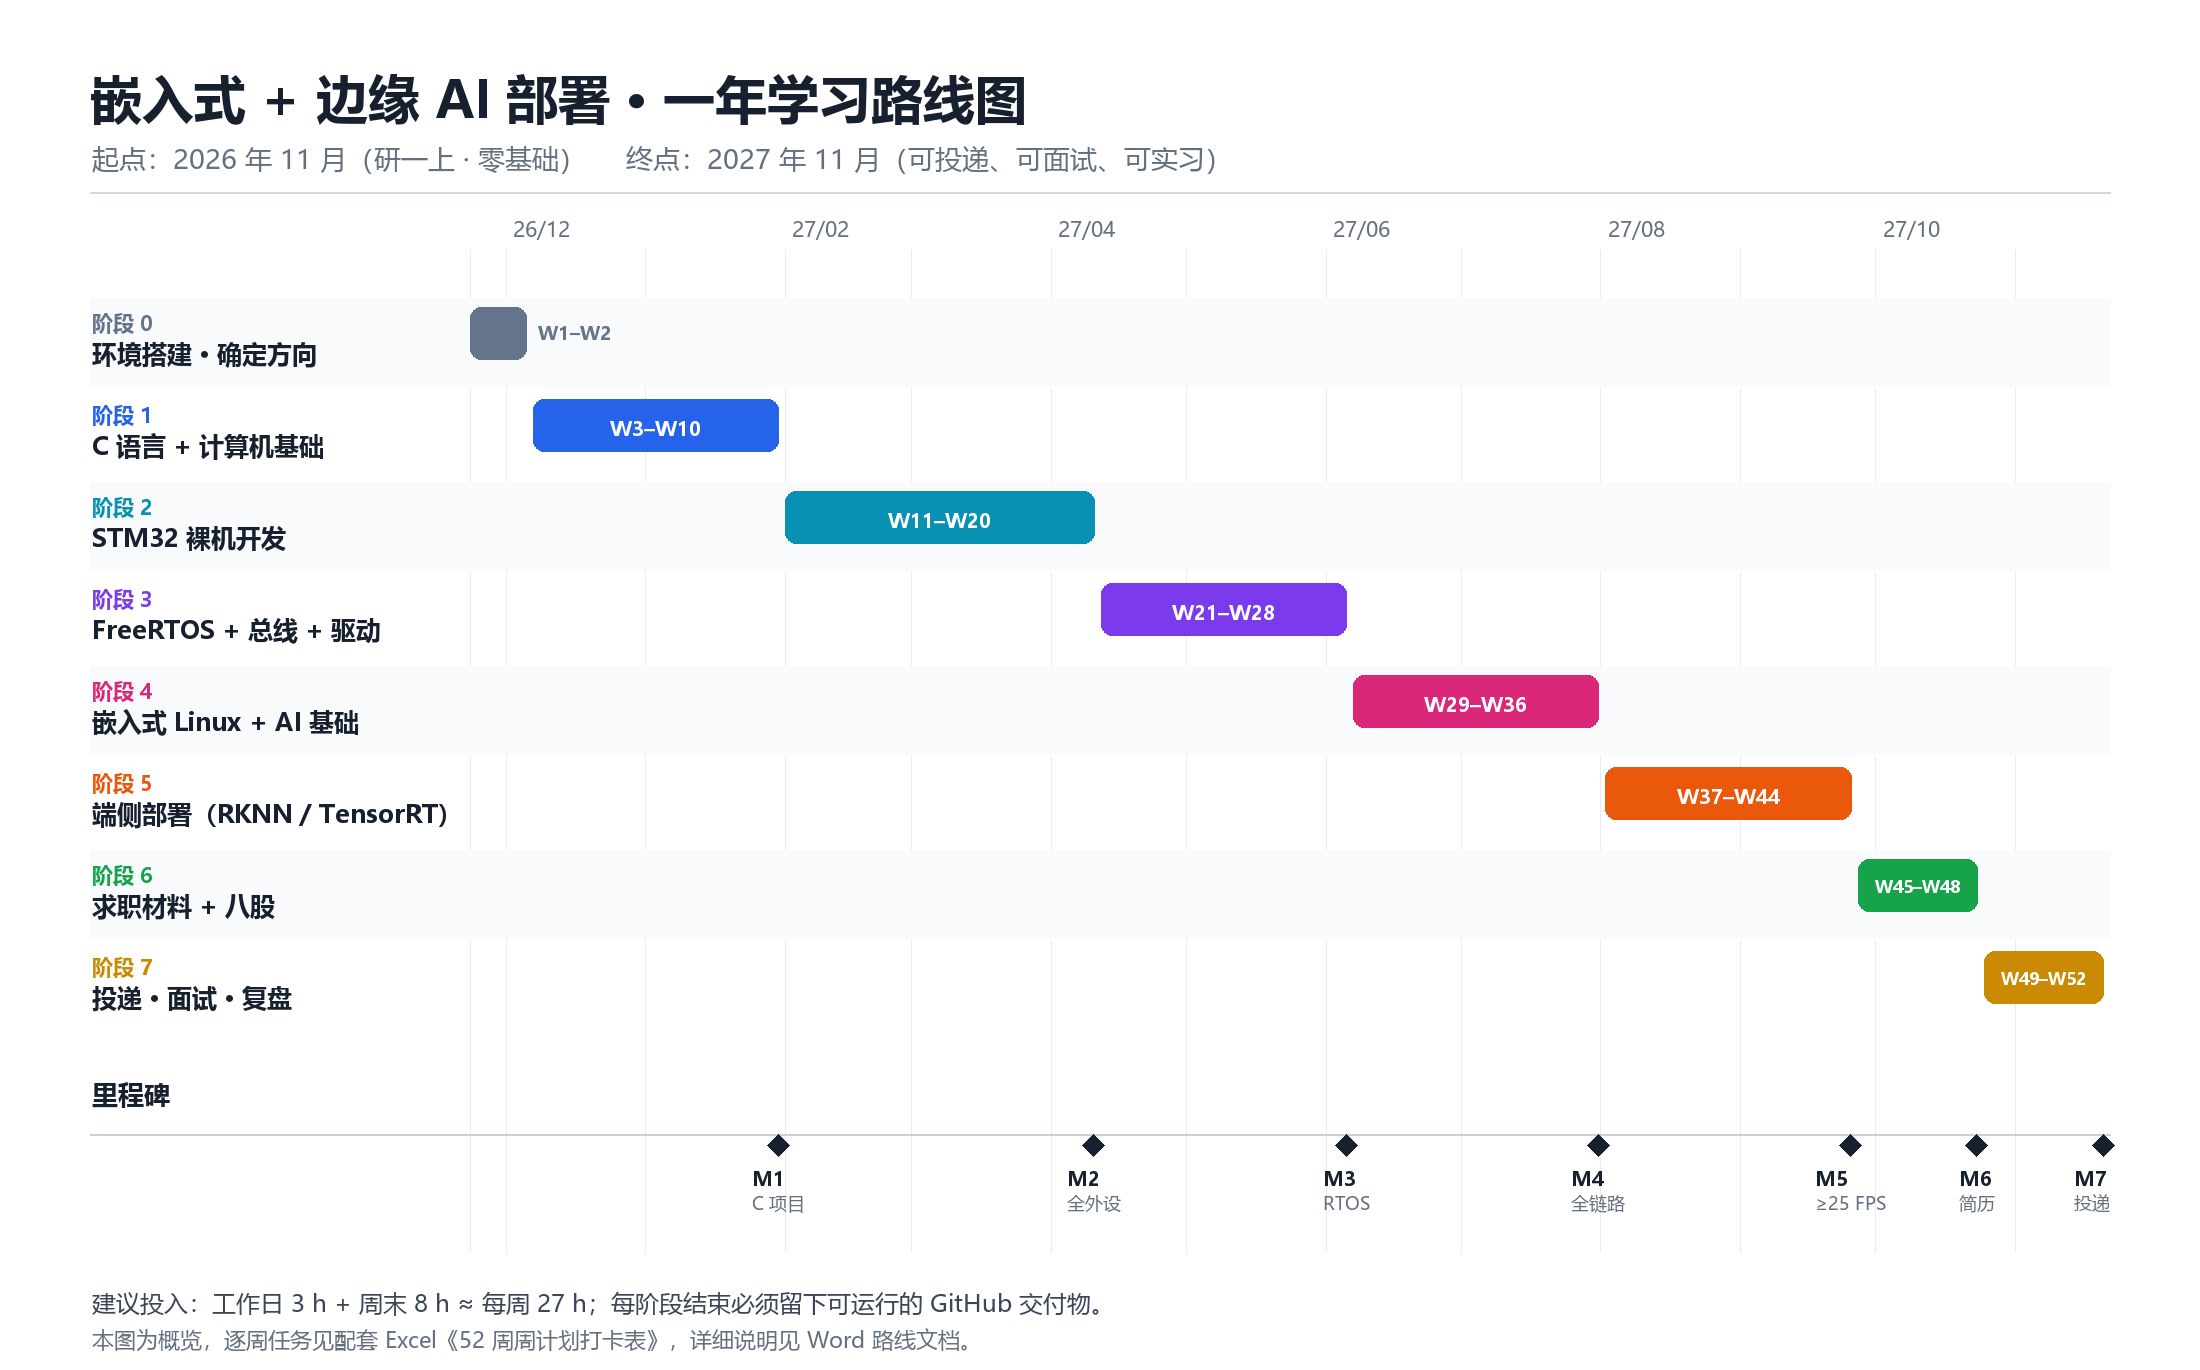 嵌入式 + 边缘 AI 部署 · 一年学习路线图
起点：2026 年 11 月（研一上 · 零基础） 终点：2027 年 11 月（可投递、可面试、可实习）
26/12 27/02 27/04 27/06 27/08 27/10
阶段 0
环境搭建 · 确定方向
W1–W2
阶段 1
C 语言 + 计算机基础
W3–W10
阶段 2
STM32 裸机开发
W11–W20
阶段 3
FreeRTOS + 总线 + 驱动
W21–W28
阶段 4
嵌入式 Linux + AI 基础
W29–W36
阶段 5
端侧部署（RKNN / TensorRT）
W37–W44
阶段 6
求职材料 + 八股
W45–W48
阶段 7
投递 · 面试 · 复盘
W49–W52
里程碑
M1 M2 M3 M4 M5 M6 M7
C 项目 全外设 RTOS 全链路 ≥25 FPS 简历 投递
建议投入：工作日 3 h + 周末 8 h ≈ 每周 27 h；每阶段结束必须留下可运行的 GitHub 交付物。
本图为概览，逐周任务见配套 Excel《52 周周计划打卡表》，详细说明见 Word 路线文档。